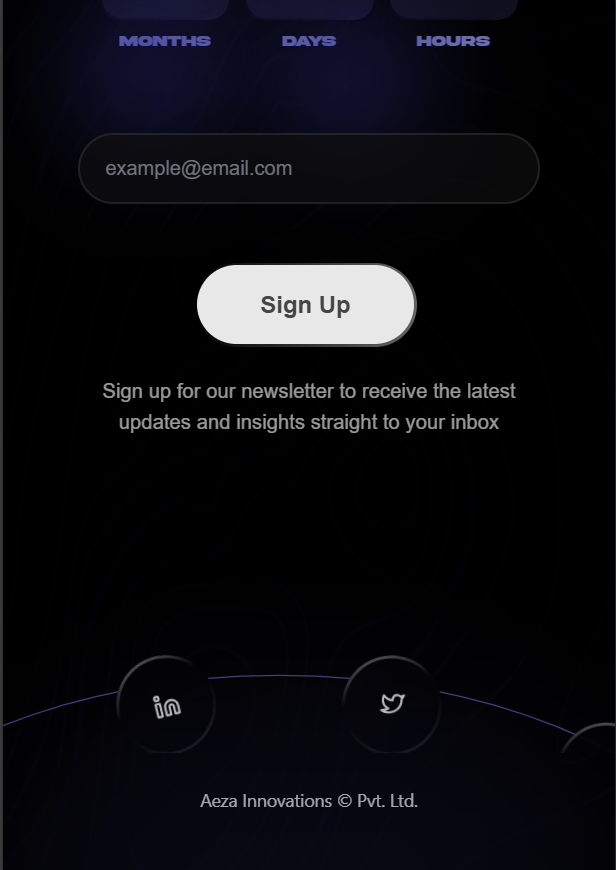 MONTHS DAYS HOURS
example@email.com
Sign Up
Sign up for our newsletter to receive the latest
updates and insights straight to your inbox
in
Aeza Innovations © Pvt. Ltd.